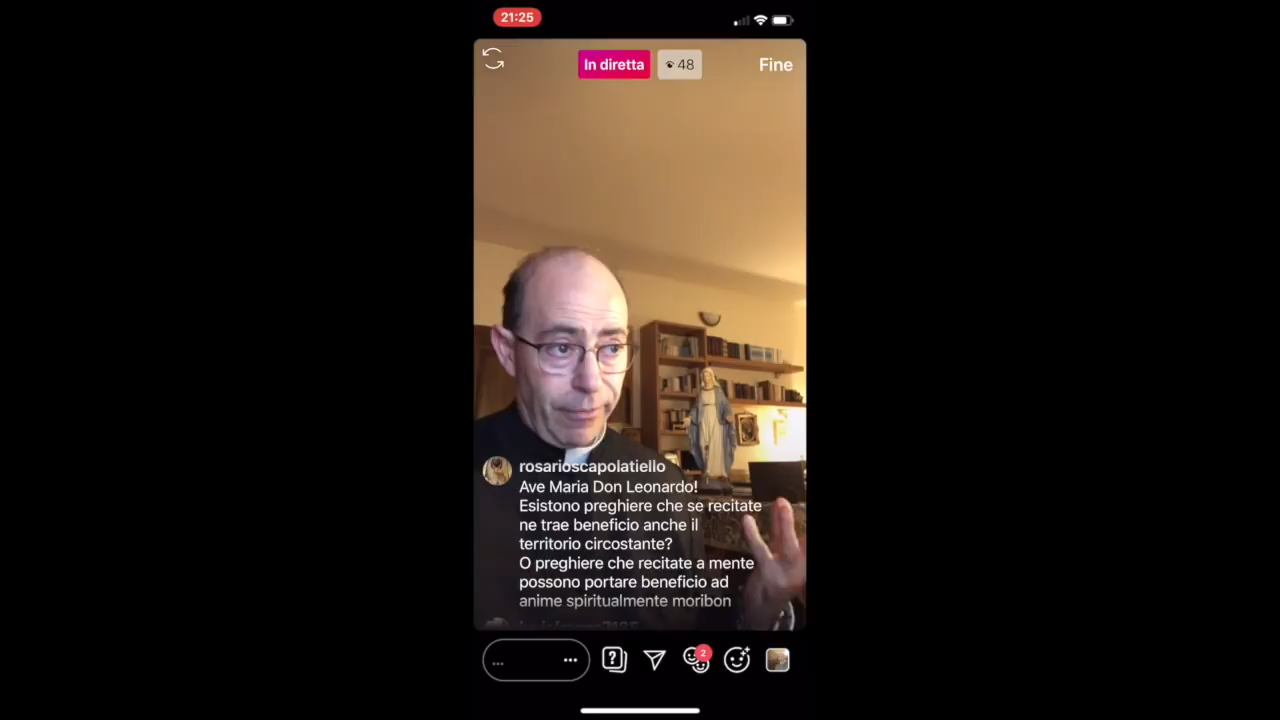 21:25
In diretta
48
Fine
rosarioscapolatiello
Ave Maria Don Leonardo!
Esistono preghiere che se recitate
ne trae beneficio anche il
territorio circostante?
O preghiere che recitate a mente
possono portare beneficio ad
anime spiritualmente moribon
...
?
2